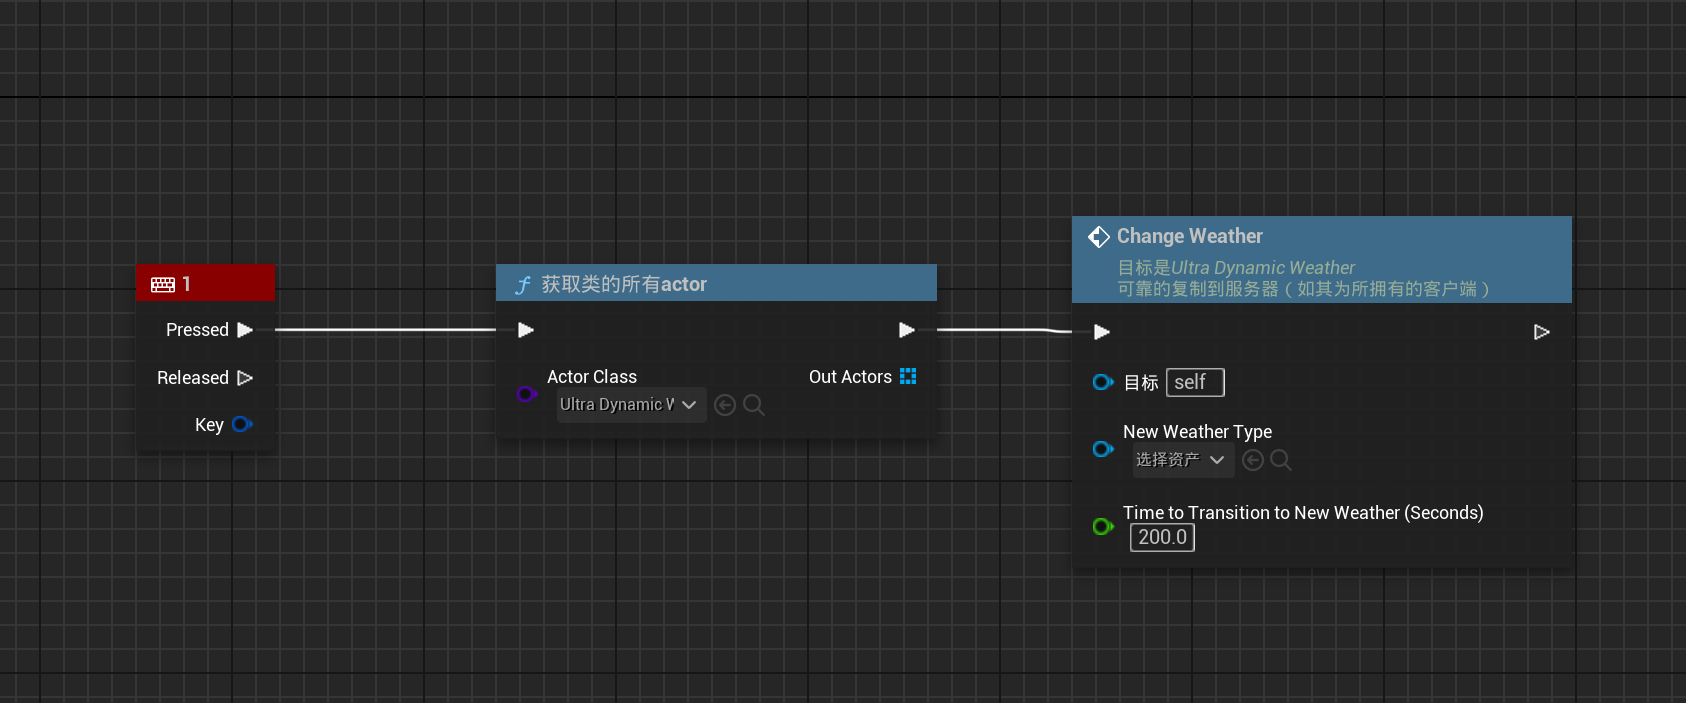 1
Pressed
Released
Key
获取类的所有actor
Actor Class
Ultra Dynamic W
Out Actors
Change Weather
目标是Ultra Dynamic Weather
可靠的复制到服务器（如其为所拥有的客户端）
目标 self
New Weather Type
选择资产
Time to Transition to New Weather (Seconds)
200.0